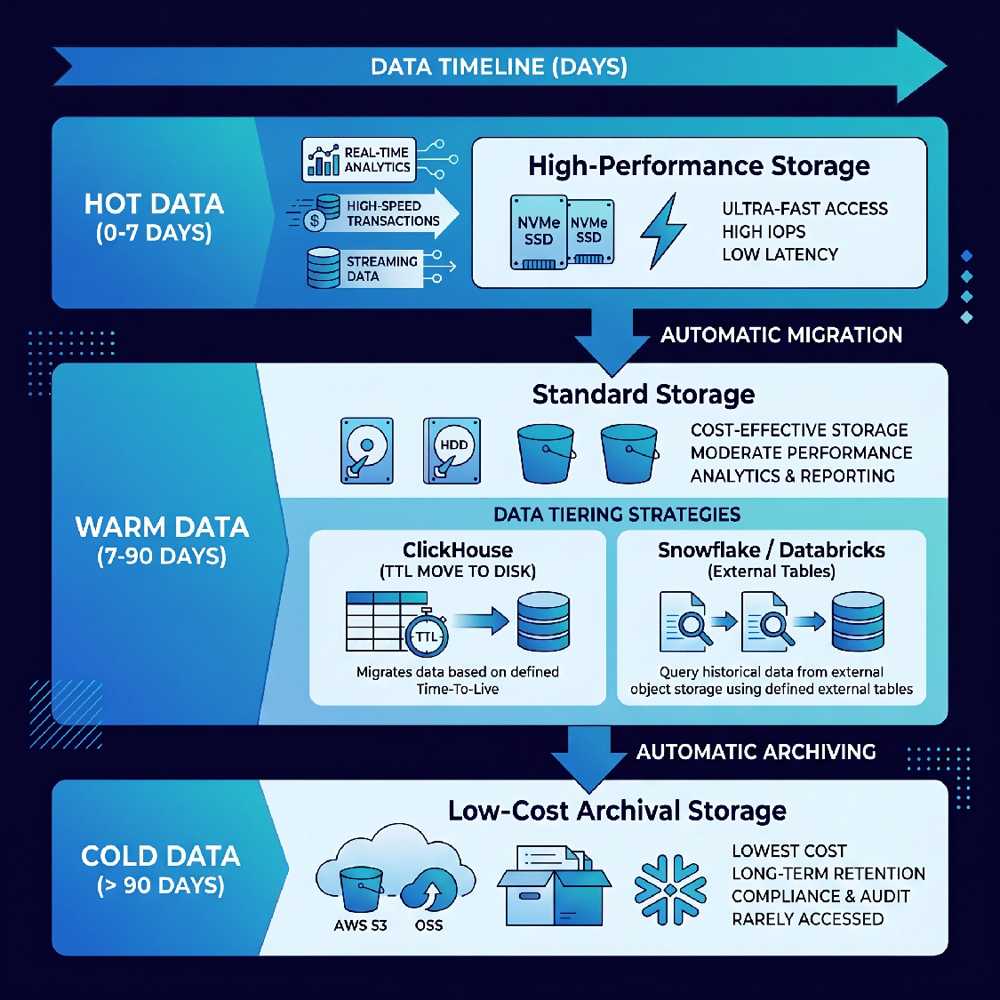 DATA TIMELINE (DAYS)
HOT DATA
(0-7 DAYS)
REAL-TIME
ANALYTICS
$
HIGH-SPEED
TRANSACTIONS
STREAMING
DATA
High-Performance Storage
NVMe
SSD
NVMe
SSD
ULTRA-FAST ACCESS
HIGH IOPS
LOW LATENCY
AUTOMATIC MIGRATION
WARM DATA
(7-90 DAYS)
Standard Storage
HDD
COST-EFFECTIVE STORAGE
MODERATE PERFORMANCE
ANALYTICS & REPORTING
DATA TIERING STRATEGIES
ClickHouse
(TTL MOVE TO DISK)
TTL
Migrates data based on defined
Time-To-Live
Snowflake / Databricks
(External Tables)
Query historical data from external
object storage using defined external tables
AUTOMATIC ARCHIVING
COLD DATA
(> 90 DAYS)
Low-Cost Archival Storage
AWS S3
OSS
LOWEST COST
LONG-TERM RETENTION
COMPLIANCE & AUDIT
RARELY ACCESSED